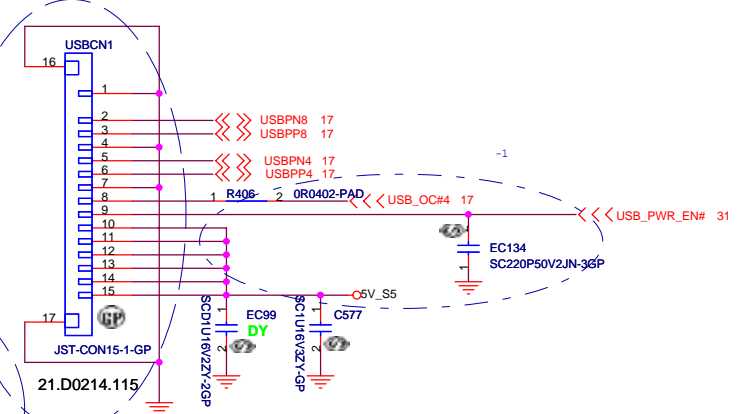 USBCN1
16
1
2
USBPN8 17
3
USBPP8 17
4
-1
5
USBPN4 17
6
USBPP4 17
7
8
1 R406 2 0R0402-PAD
USB_OC#4 17
9
USB_PWR_EN# 31
10
2
11
EC134
12
SC220P50V2JN-3GP
13
1
14
15
5V_S5
SCD1U16V2ZY-2GP
1
EC99
DY
2
SC1U16V3ZY-GP
1
C577
2
17
GP
JST-CON15-1-GP
21.D0214.115